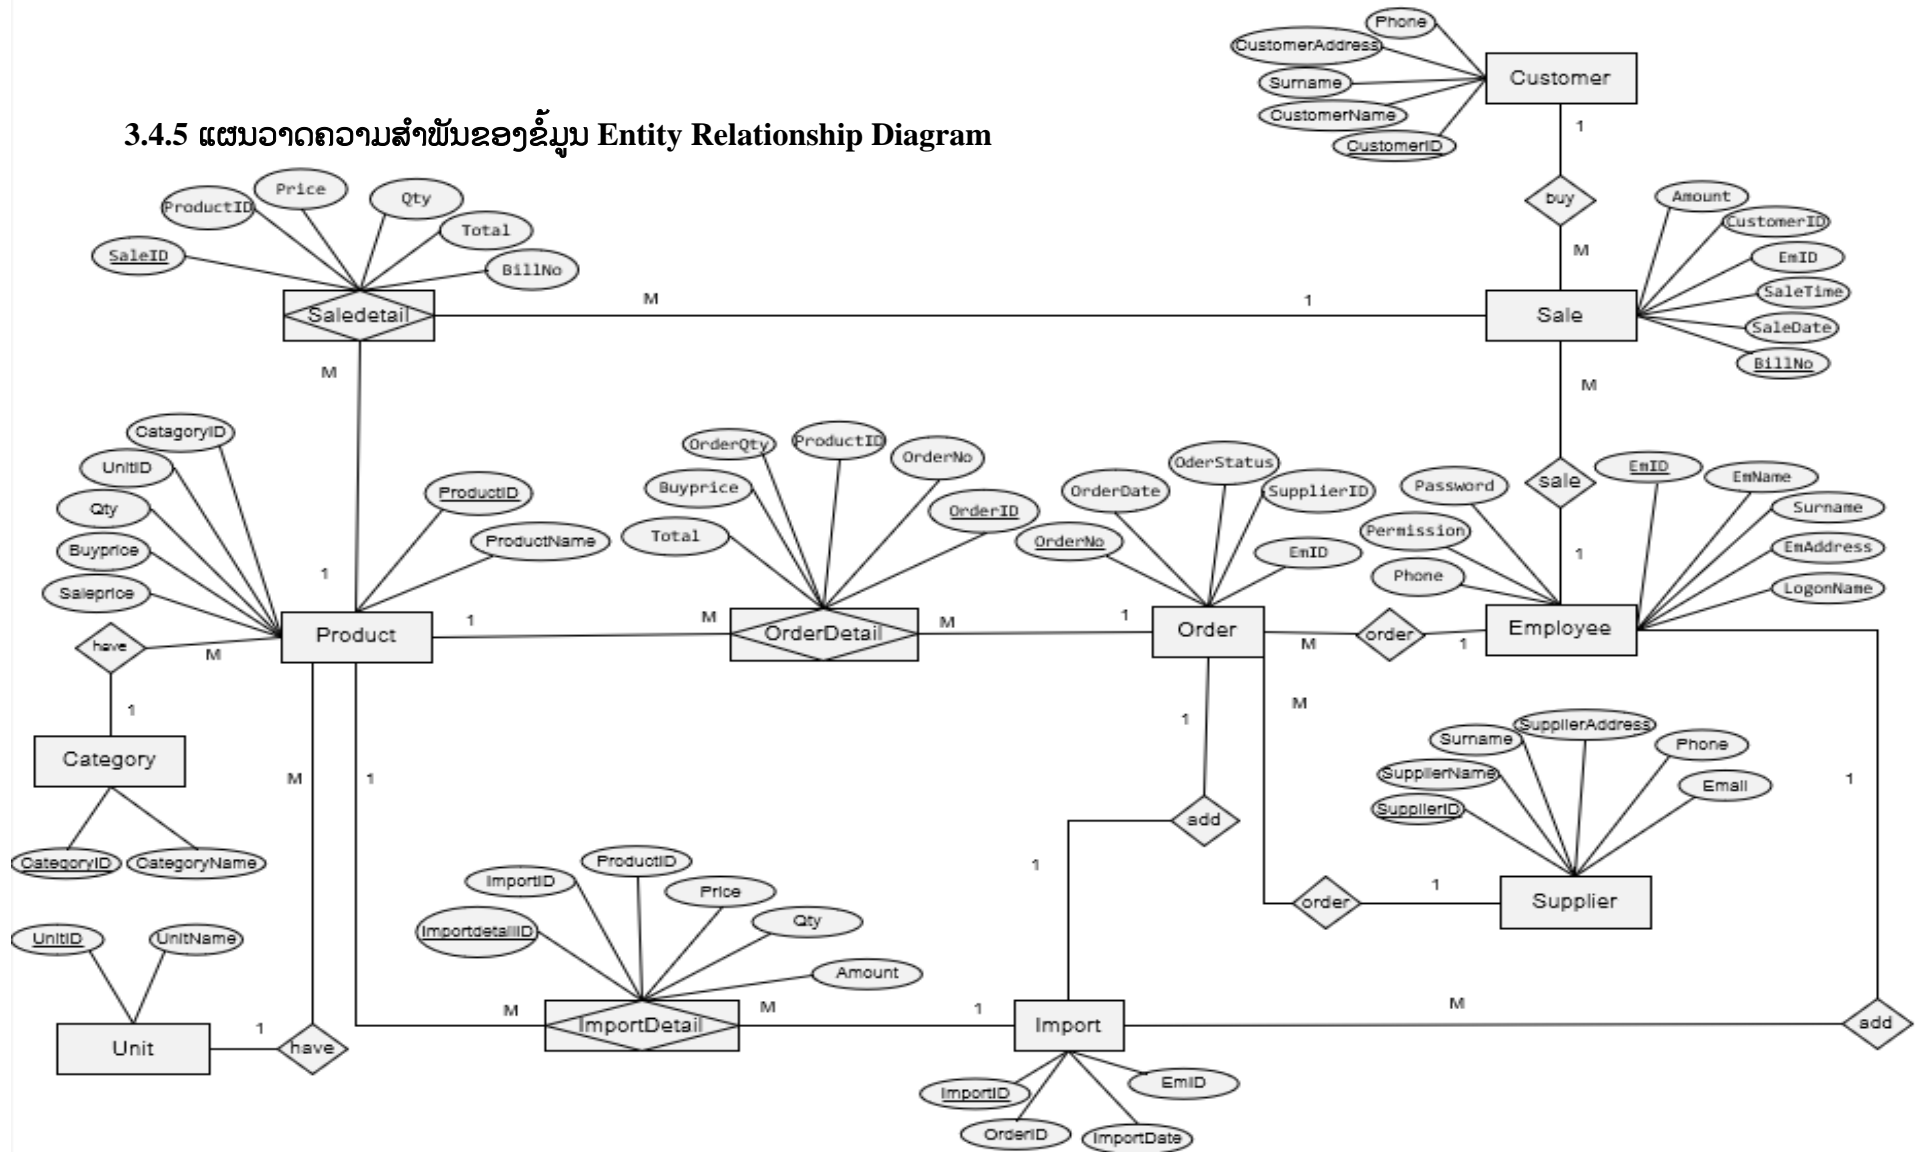 3.4.5 ແຜນວາດຄວາມສຳພັນຂອງຂໍ້ມູນ Entity Relationship Diagram
Phone
CustomerAddress
Surname
CustomerName
CustomerID
Customer
1
buy
M
SaleID
ProductID
Price
Qty
Total
BillNo
Saledetail
M
1
Sale
Amount
CustomerID
EmID
SaleTime
SaleDate
BillNo
M
M
sale
1
CatagoryID
UnitID
Qty
Buyprice
Saleprice
ProductID
ProductName
1
Product
1
M
Total
Buyprice
OrderQty
ProductID
OrderNo
OrderID
OrderDetail
M
1
OrderNo
OrderDate
OderStatus
SupplierID
EmID
Order
M
order
1
Password
Permission
Phone
EmID
EmName
Surname
EmAddress
LogonName
Employee
have
M
1
Category
CategoryID
CategoryName
M
1
1
add
1
M
SupplierID
SupplierName
Surname
SupplierAddress
Phone
Email
order
1
Supplier
1
UnitID
UnitName
Unit
1
have
ImportdetailID
ImportID
ProductID
Price
Qty
Amount
M
ImportDetail
M
1
Import
M
add
ImportID
OrderID
ImportDate
EmID